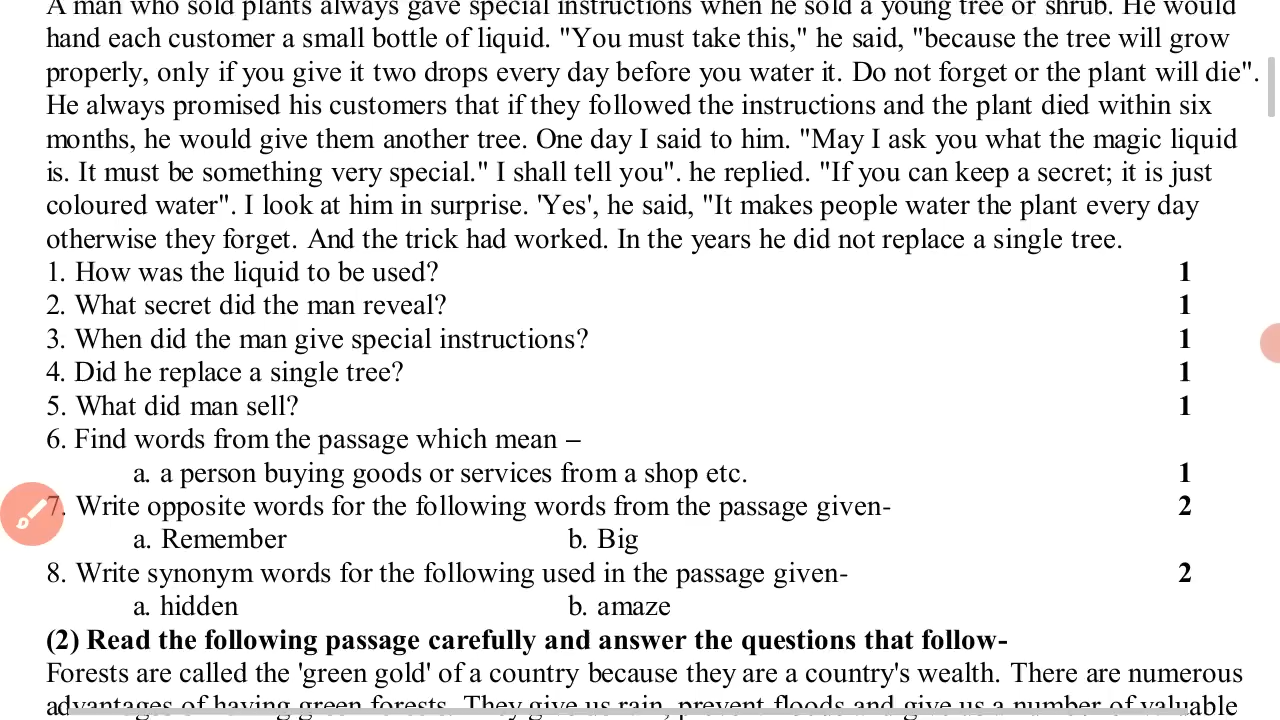 A man who sold plants always gave special instructions when he sold a young tree or shrub. He would
hand each customer a small bottle of liquid. "You must take this," he said, "because the tree will grow
properly, only if you give it two drops every day before you water it. Do not forget or the plant will die".
He always promised his customers that if they followed the instructions and the plant died within six
months, he would give them another tree. One day I said to him. "May I ask you what the magic liquid
is. It must be something very special." I shall tell you". he replied. "If you can keep a secret; it is just
coloured water". I look at him in surprise. 'Yes', he said, "It makes people water the plant every day
otherwise they forget. And the trick had worked. In the years he did not replace a single tree.
1. How was the liquid to be used? 1
2. What secret did the man reveal? 1
3. When did the man give special instructions? 1
4. Did he replace a single tree? 1
5. What did man sell? 1
6. Find words from the passage which mean –
a. a person buying goods or services from a shop etc. 1
7. Write opposite words for the following words from the passage given- 2
a. Remember b. Big
8. Write synonym words for the following used in the passage given- 2
a. hidden b. amaze
(2) Read the following passage carefully and answer the questions that follow-
Forests are called the 'green gold' of a country because they are a country's wealth. There are numerous
advantages of having green forests. They give us rain, prevent floods and give us a number of valuable